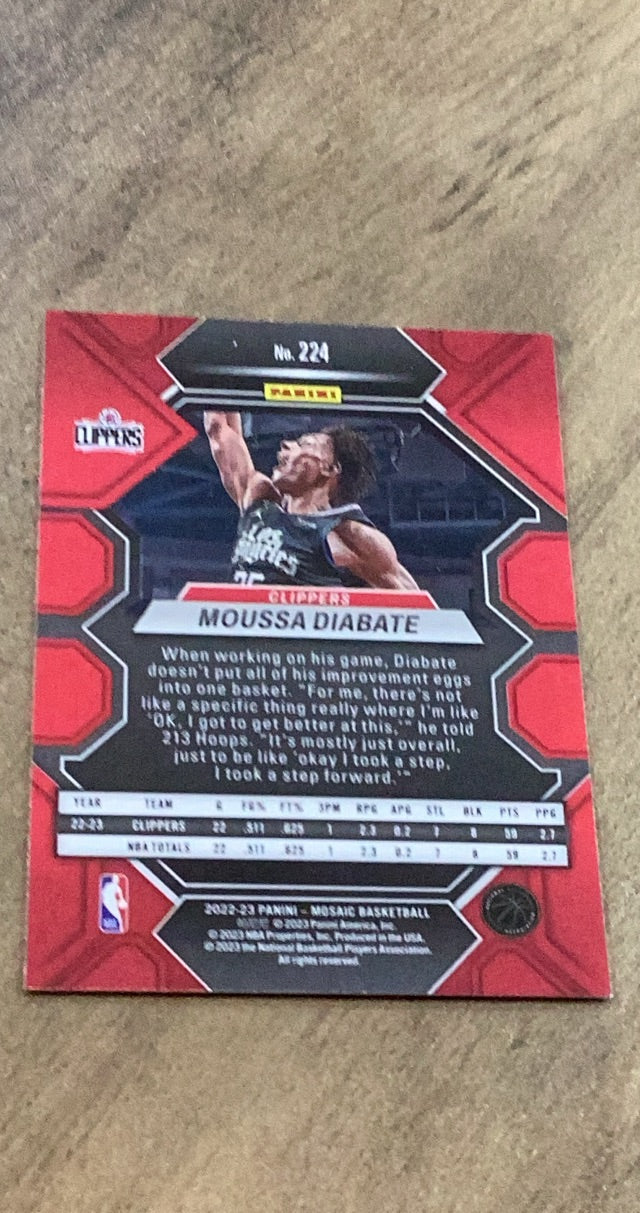 No. 224
PANINI
CLIPPERS
Los
Angeles
25
CLIPPERS
MOUSSA DIABATE
When working on his game, Diabate
doesn't put all of his improvement eggs
into one basket. "For me, there's not
like a specific thing really where I'm like
'OK, I got to get better at this,'" he told
213 Hoops. "It's mostly just overall,
just to be like 'okay I took a step,
I took a step forward.'"
YEAR TEAM G FG% FT% 3PM RPG APG STL BLK PTS PPG
22-23 CLIPPERS 22 .511 .625 1 2.3 0.2 7 8 59 2.7
NBA TOTALS 22 .511 .625 1 2.3 0.2 7 8 59 2.7
2022-23 PANINI - MOSAIC BASKETBALL
© 2023 Panini America, Inc.
© 2023 NBA Properties, Inc. Produced in the USA.
© 2023 the National Basketball Players Association.
All rights reserved.